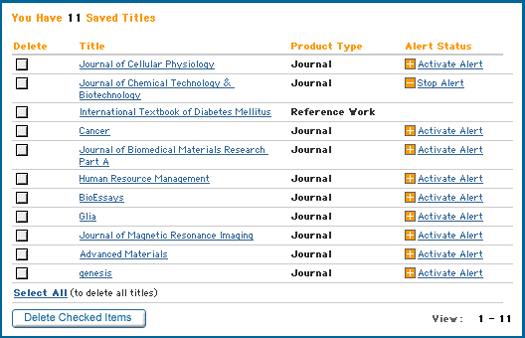 You Have 11 Saved Titles
Delete Title Product Type Alert Status
Journal of Cellular Physiology Journal Activate Alert
Journal of Chemical Technology & Journal Stop Alert
Biotechnology
International Textbook of Diabetes Mellitus Reference Work
Cancer Journal Activate Alert
Journal of Biomedical Materials Research Journal Activate Alert
Part A
Human Resource Management Journal Activate Alert
BioEssays Journal Activate Alert
Glia Journal Activate Alert
Journal of Magnetic Resonance Imaging Journal Activate Alert
Advanced Materials Journal Activate Alert
genesis Journal Activate Alert
Select All (to delete all titles)
Delete Checked Items View: 1 - 11